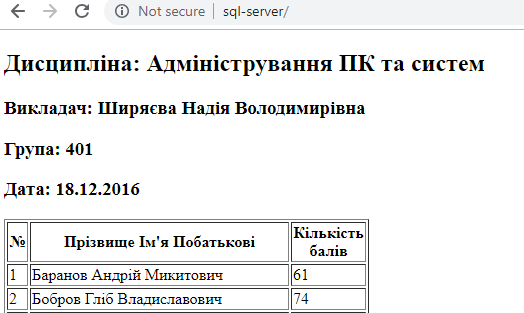 Not secure | sql-server/
Дисципліна: Адміністрування ПК та систем
Викладач: Ширяєва Надія Володимирівна
Група: 401
Дата: 18.12.2016
№ Прізвище Ім'я Побатькові Кількість балів
1 Баранов Андрій Микитович 61
2 Бобров Гліб Владиславович 74